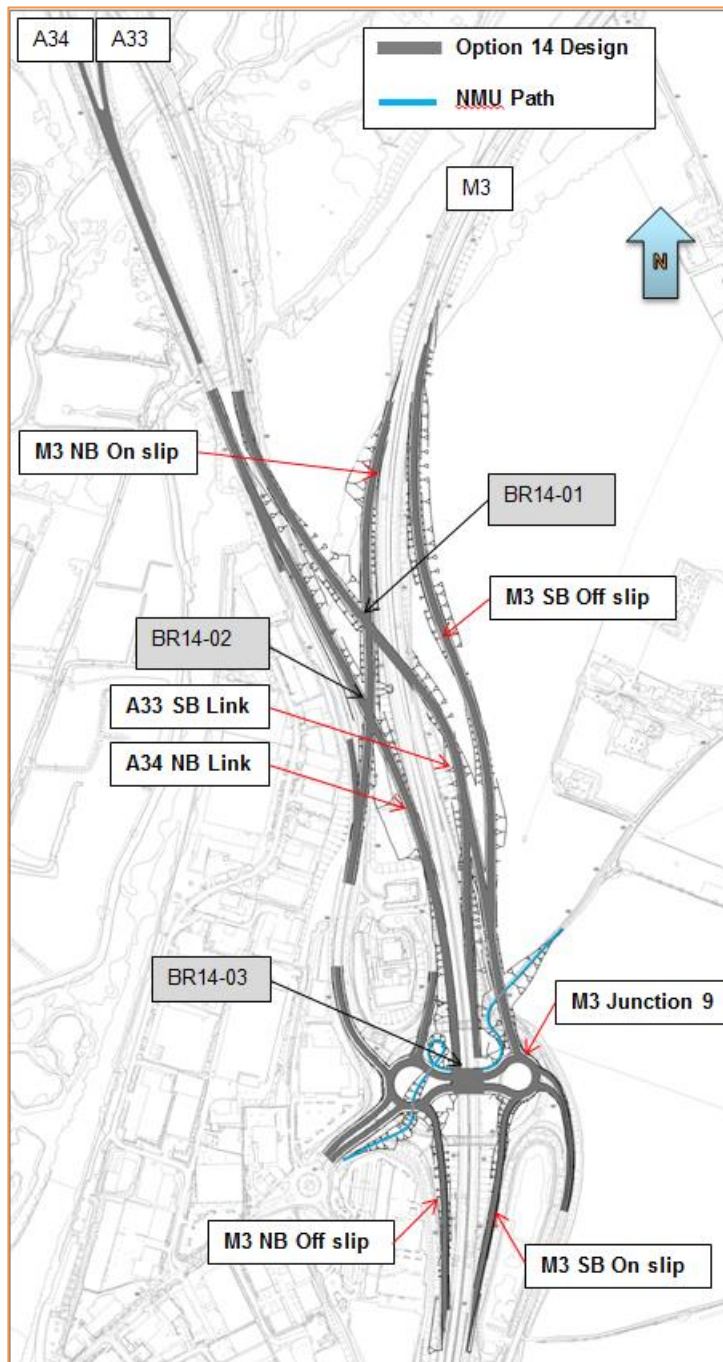 A34
A33
Option 14 Design
NMU Path
M3
N
M3 NB On slip
BR14-01
M3 SB Off slip
BR14-02
A33 SB Link
A34 NB Link
BR14-03
M3 Junction 9
M3 NB Off slip
M3 SB On slip